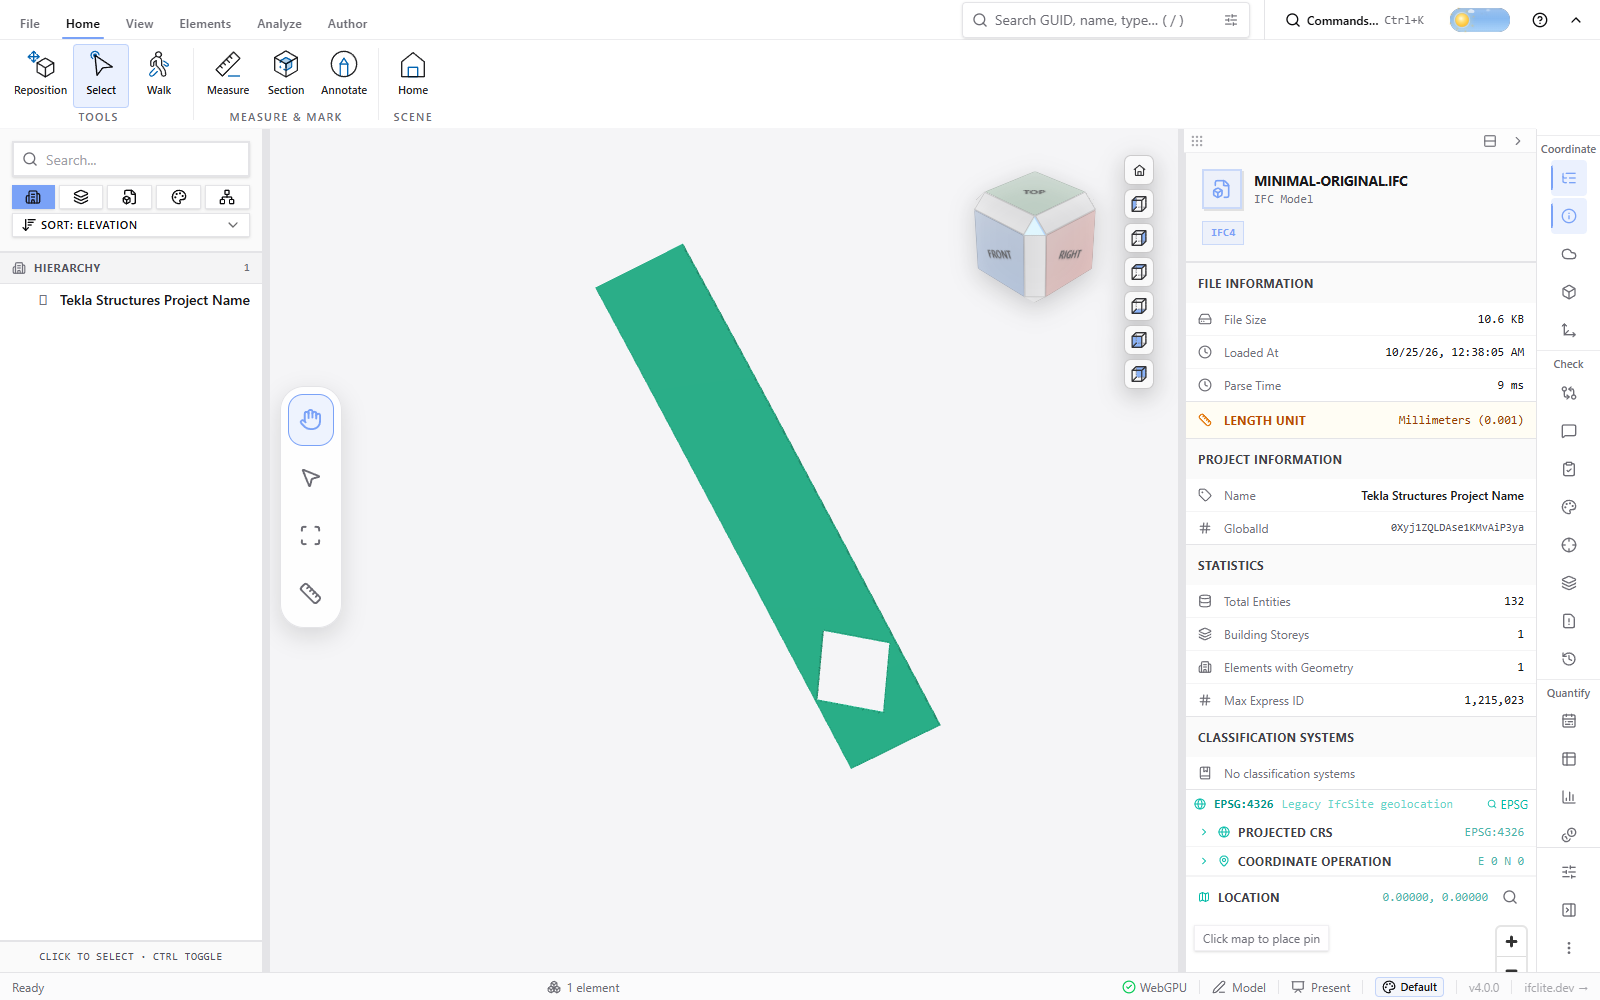 File Home View Elements Analyze Author
Search GUID, name, type... ( / )
Commands... Ctrl+K
Reposition Select Walk Measure Section Annotate Home
TOOLS MEASURE & MARK SCENE
Search...
SORT: ELEVATION
HIERARCHY 1
Tekla Structures Project Name
CLICK TO SELECT · CTRL TOGGLE
TOP
FRONT RIGHT
MINIMAL-ORIGINAL.IFC
IFC Model
IFC4
FILE INFORMATION
File Size 10.6 KB
Loaded At 10/25/26, 12:38:05 AM
Parse Time 9 ms
LENGTH UNIT Millimeters (0.001)
PROJECT INFORMATION
Name Tekla Structures Project Name
GlobalId 0Xyj1ZQLDAse1KMvAiP3ya
STATISTICS
Total Entities 132
Building Storeys 1
Elements with Geometry 1
Max Express ID 1,215,023
CLASSIFICATION SYSTEMS
No classification systems
EPSG:4326 Legacy IfcSite geolocation EPSG
PROJECTED CRS EPSG:4326
COORDINATE OPERATION E 0 N 0
LOCATION 0.00000, 0.00000
Click map to place pin
Coordinate
Check
Quantify
Ready
1 element
WebGPU Model Present Default v4.0.0 ifclite.dev →